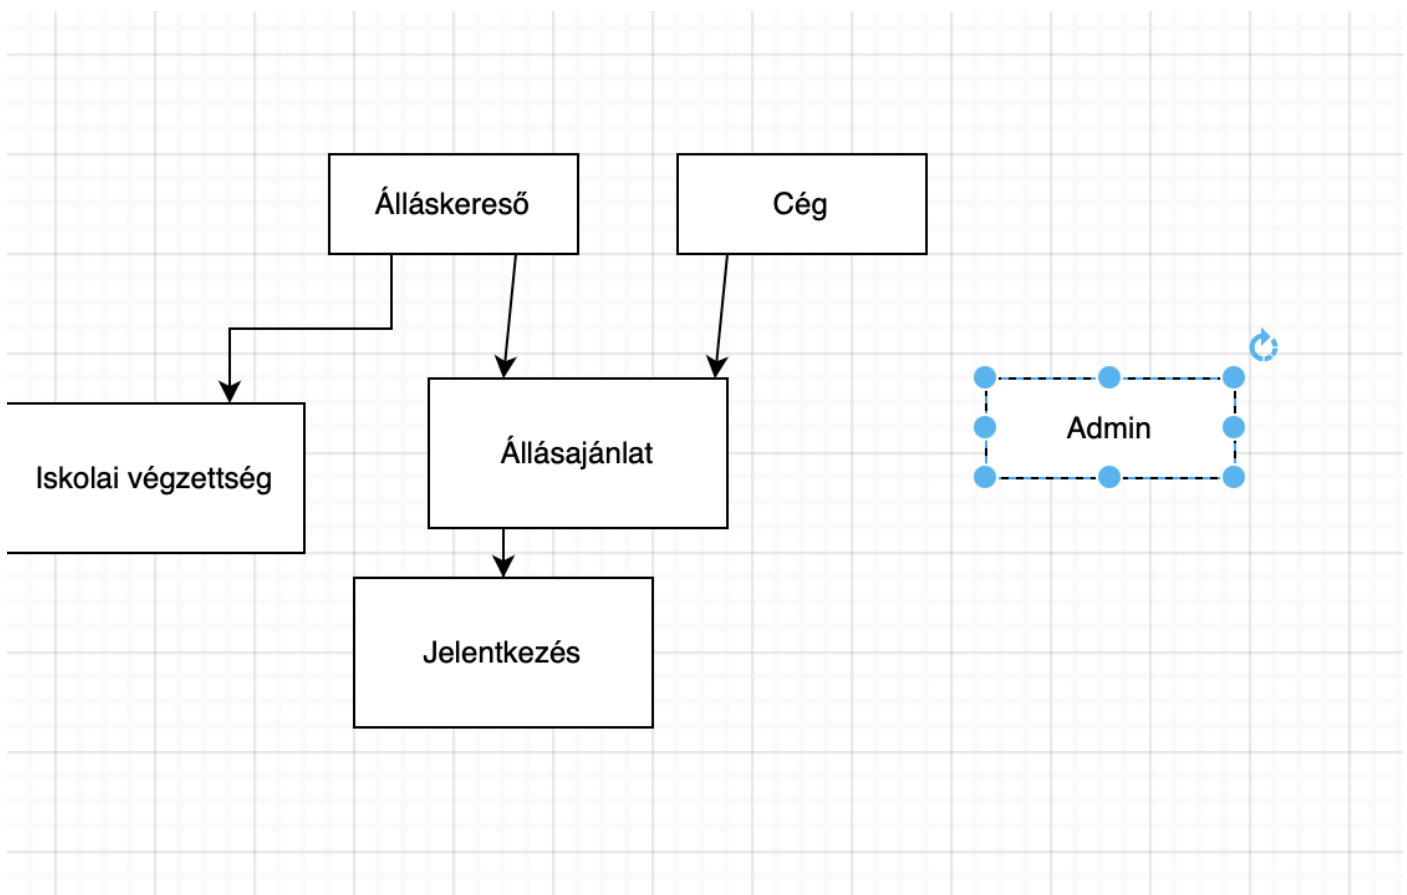 Álláskereső
Cég
Admin
Állásajánlat
Iskolai végzettség
Jelentkezés